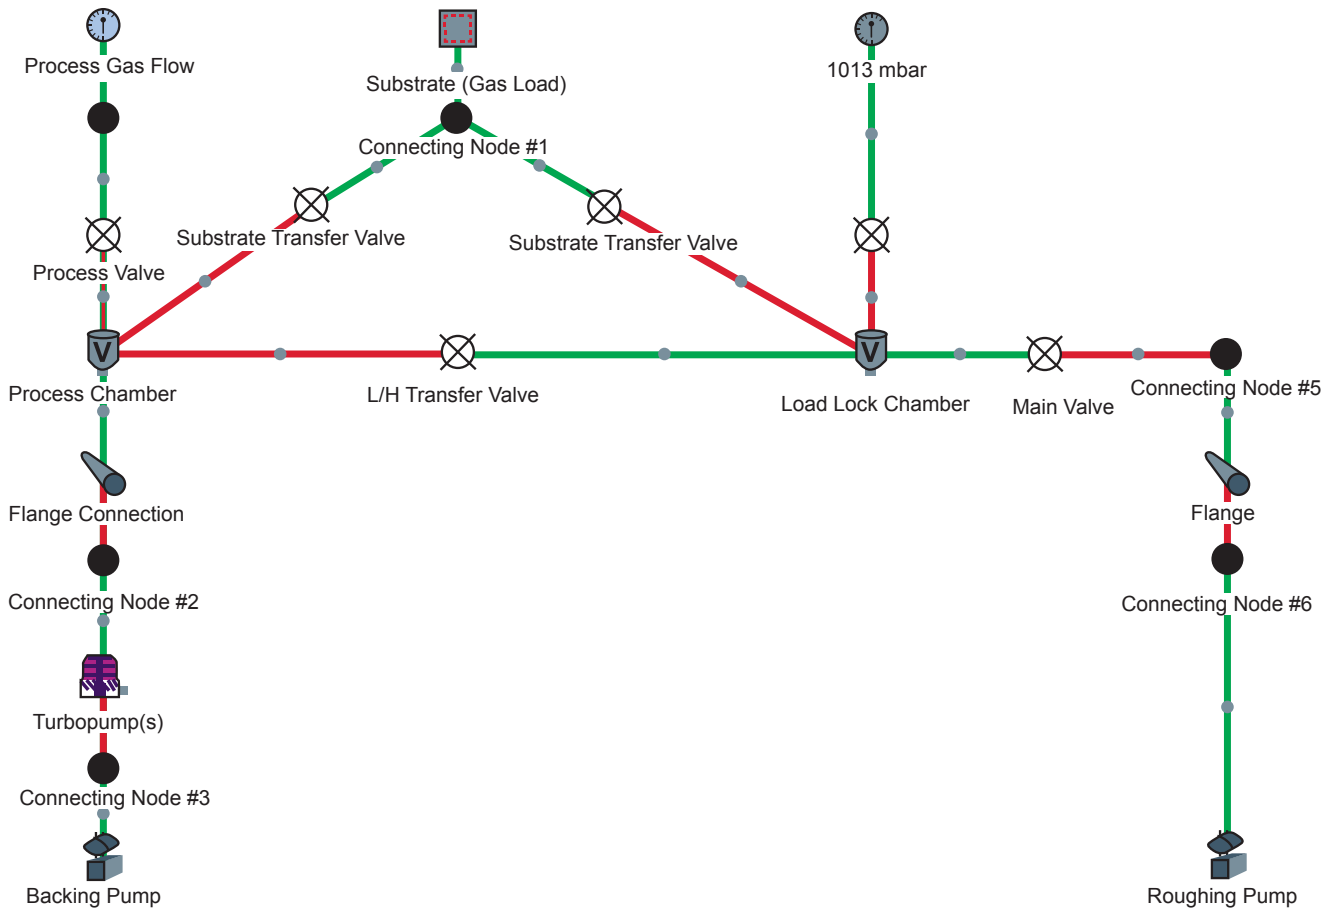 Process Gas Flow
Substrate (Gas Load)
1013 mbar
Connecting Node #1
Substrate Transfer Valve
Substrate Transfer Valve
Process Valve
V
V
Process Chamber
L/H Transfer Valve
Load Lock Chamber
Main Valve
Connecting Node #5
Flange Connection
Flange
Connecting Node #2
Connecting Node #6
Turbopump(s)
Connecting Node #3
Backing Pump
Roughing Pump